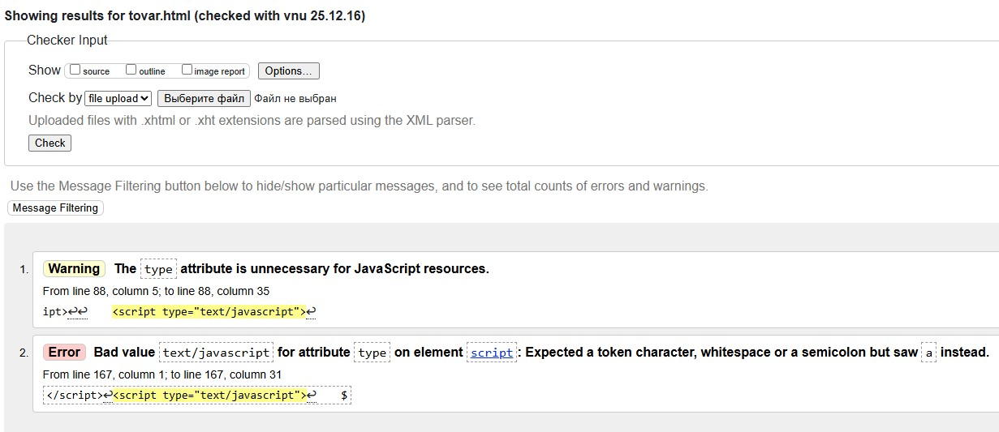 Showing results for tovar.html (checked with vnu 25.12.16)
Checker Input
Show source outline image report Options...
Check by file upload Выберите файл Файл не выбран
Uploaded files with .xhtml or .xht extensions are parsed using the XML parser.
Check
Use the Message Filtering button below to hide/show particular messages, and to see total counts of errors and warnings.
Message Filtering
1. Warning The type attribute is unnecessary for JavaScript resources.
From line 88, column 5; to line 88, column 35
ipt>↩↩ <script type="text/javascript">↩
2. Error Bad value text/javascript for attribute type on element script: Expected a token character, whitespace or a semicolon but saw a instead.
From line 167, column 1; to line 167, column 31
</script>↩<script type="text/javascript">↩ $